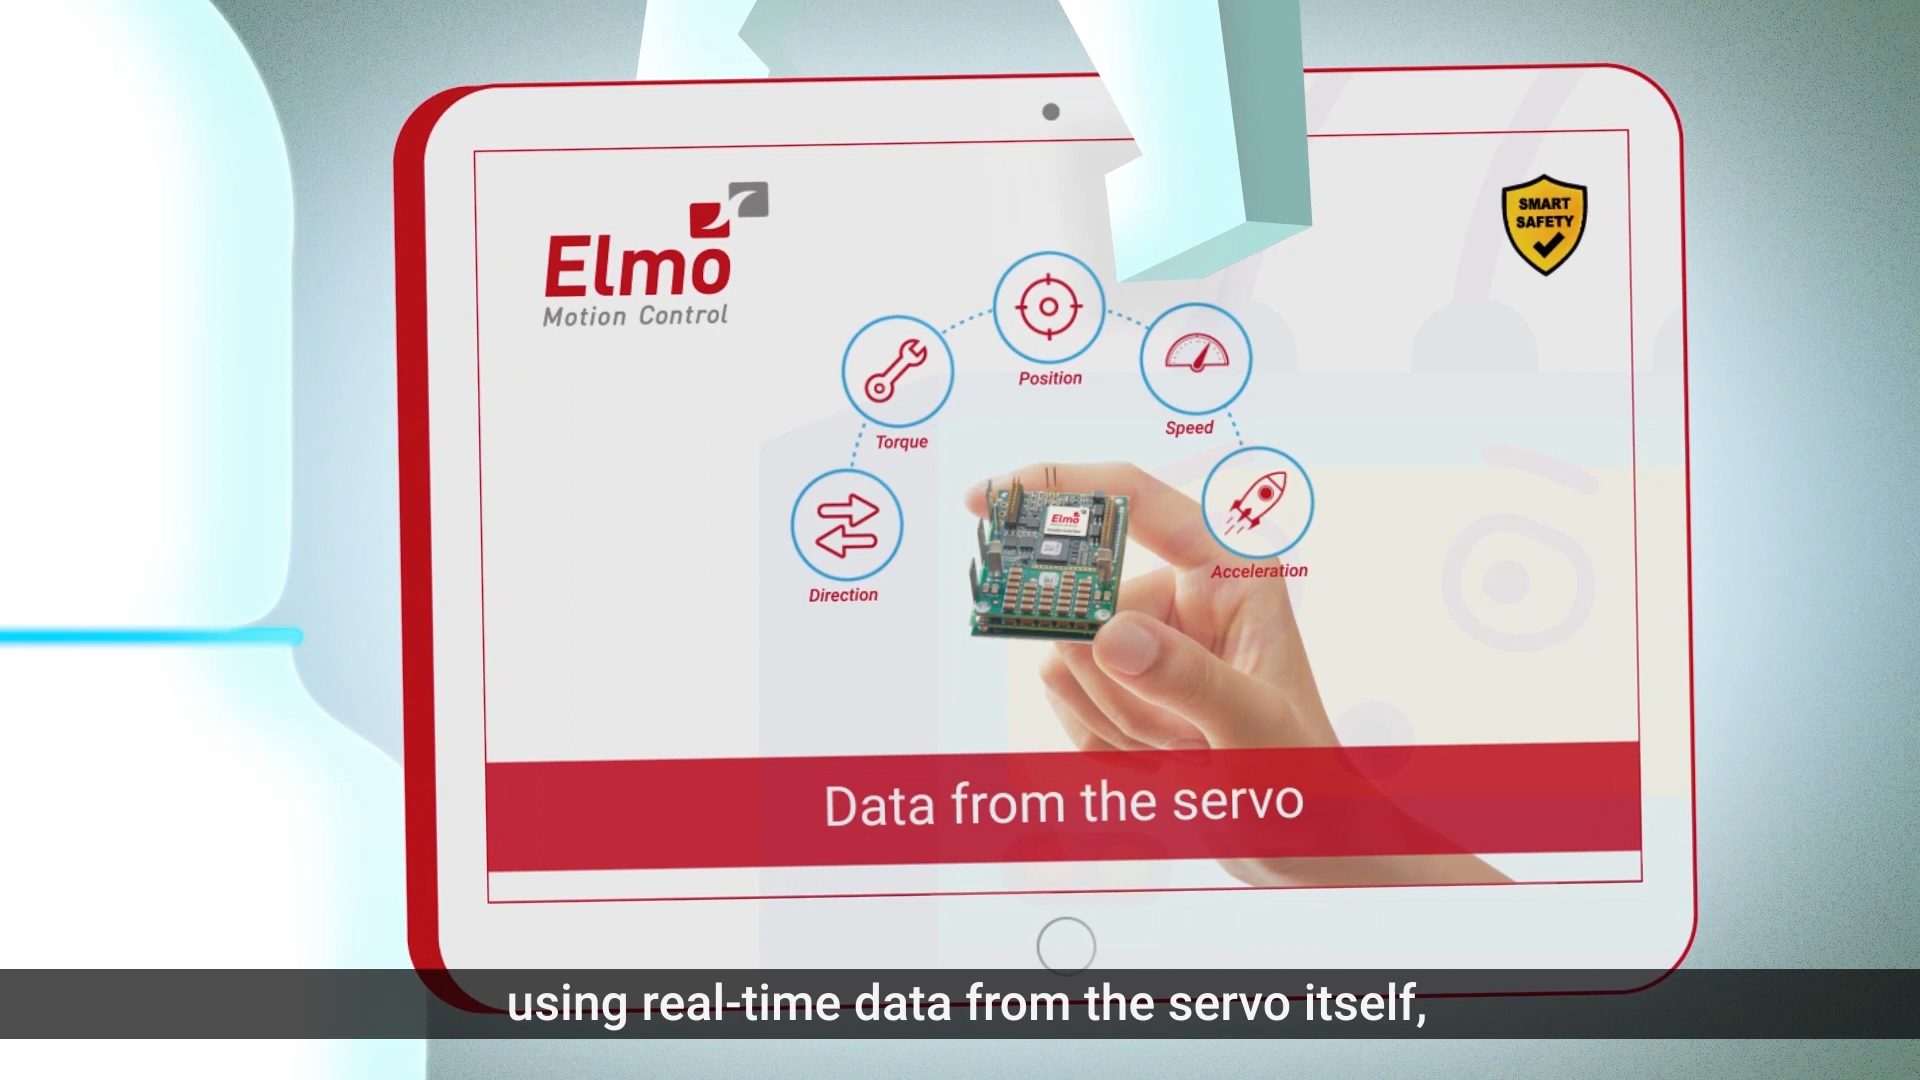 Elmo
Motion Control
SMART
SAFETY
Position
Torque
Speed
Direction
Acceleration
Elmo
Data from the servo
using real-time data from the servo itself,